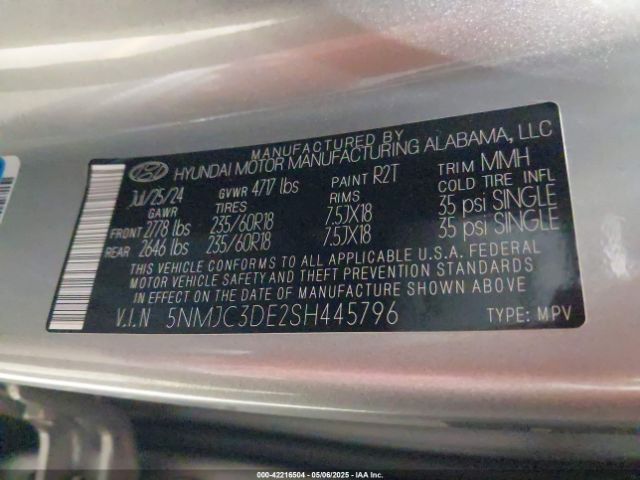 MANUFACTURED BY
HYUNDAI MOTOR MANUFACTURING ALABAMA, LLC
Jul/25/24 GVWR 4717 lbs PAINT R2T TRIM MMH
GAWR TIRES RIMS COLD TIRE INFL
FRONT 2778 lbs 235/60R18 7.5JX18 35 psi SINGLE
REAR 2646 lbs 235/60R18 7.5JX18 35 psi SINGLE
THIS VEHICLE CONFORMS TO ALL APPLICABLE U.S.A. FEDERAL
MOTOR VEHICLE SAFETY AND THEFT PREVENTION STANDARDS
IN EFFECT ON THE DATE OF MANUFACTURE SHOWN ABOVE
V.I.N 5NMJC3DE2SH445796 TYPE: MPV
000-42216504 - 05/06/2025 - IAA Inc.